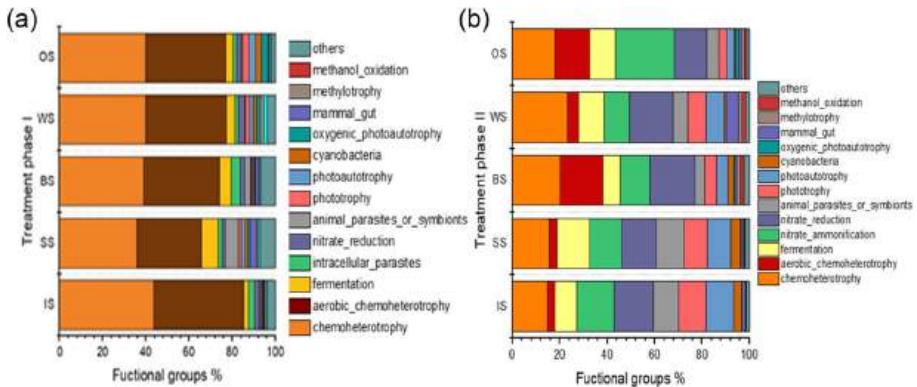 (a)
Treatment phase I
OS
WS
BS
SS
IS
0 20 40 60 80 100
Fuctional groups %
others
methanol_oxidation
methylotrophy
mammal_gut
oxygenic_photoautotrophy
cyanobacteria
photoautotrophy
phototrophy
animal_parasites_or_symbionts
nitrate_reduction
intracellular_parasites
fermentation
aerobic_chemoheterotrophy
chemoheterotrophy
(b)
Treatment phase II
OS
WS
BS
SS
IS
0 20 40 60 80 100
Fuctional groups %
others
methanol_oxidation
methylotrophy
mammal_gut
oxygenic_photoautotrophy
cyanobacteria
photoautotrophy
phototrophy
animal_parasites_or_symbionts
nitrate_reduction
nitrate_ammonification
fermentation
aerobic_chemoheterotrophy
chemoheterotrophy